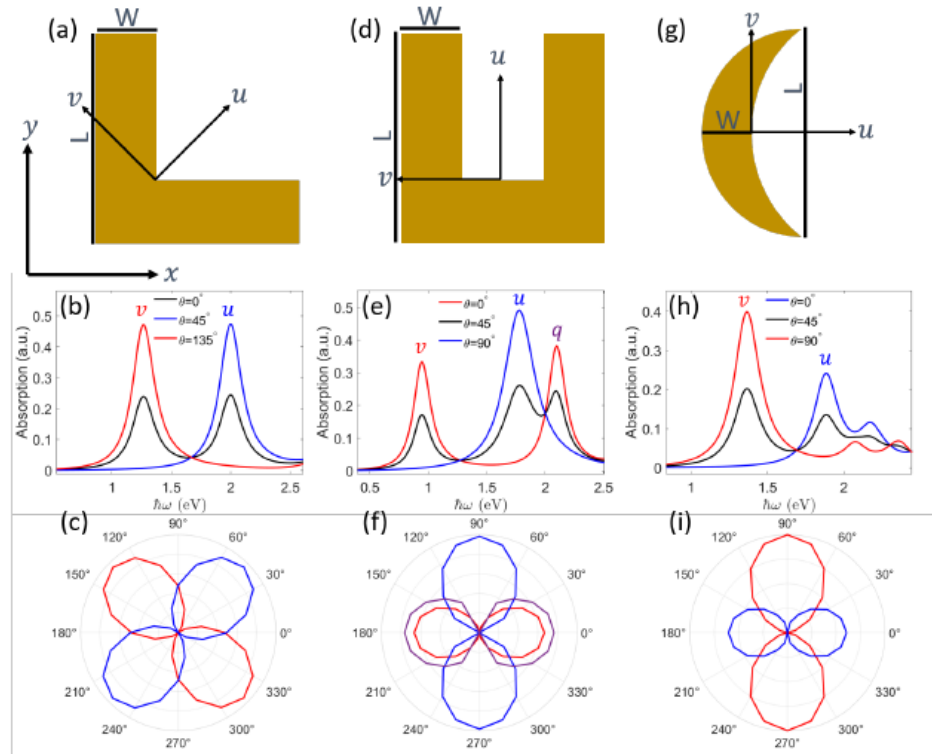 (a) W (d) W (g)
v u L y x
u L v
v W L u
(b) v u
θ=0°
θ=45°
θ=135°
Absorption (a.u.)
0.5
0.4
0.3
0.2
0.1
0
1 1.5 2 2.5
ħω (eV)
(e) v u q
θ=0°
θ=45°
θ=90°
Absorption (a.u.)
0.5
0.4
0.3
0.2
0.1
0
0.5 1 1.5 2 2.5
ħω (eV)
(h) v u
θ=0°
θ=45°
θ=90°
Absorption (a.u.)
0.4
0.3
0.2
0.1
0
1 1.5 2
ħω (eV)
(c) 90°
120° 60°
150° 30°
180° 0°
210° 330°
240° 300°
270°
(f) 90°
120° 60°
150° 30°
180° 0°
210° 330°
240° 300°
270°
(i) 90°
120° 60°
150° 30°
180° 0°
210° 330°
240° 300°
270°